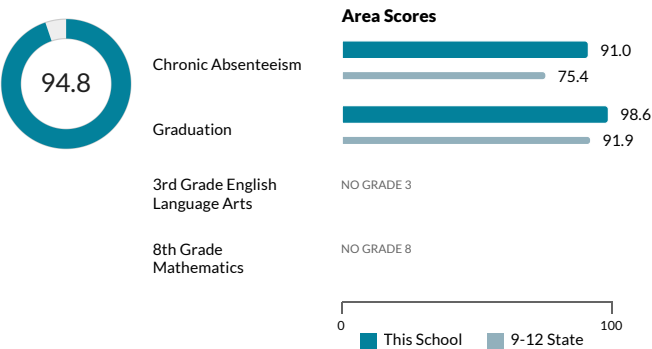 Area Scores
94.8
Chronic Absenteeism
91.0
75.4
Graduation
98.6
91.9
3rd Grade English
Language Arts
NO GRADE 3
8th Grade
Mathematics
NO GRADE 8
0
100
This School
9-12 State